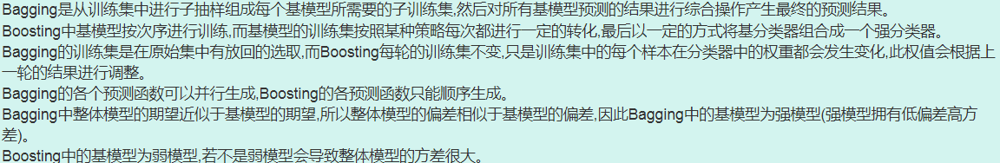 Bagging是从训练集中进行子抽样组成每个基模型所需要的子训练集,然后对所有基模型预测的结果进行综合操作产生最终的预测结果。
Boosting中基模型按次序进行训练,而基模型的训练集按照某种策略每次都进行一定的转化,最后以一定的方式将基分类器组合成一个强分类器。
Bagging的训练集是在原始集中有放回的选取,而Boosting每轮的训练集不变,只是训练集中的每个样本在分类器中的权重都会发生变化,此权值会根据上
一轮的结果进行调整。
Bagging的各个预测函数可以并行生成,Boosting的各预测函数只能顺序生成。
Bagging中整体模型的期望近似于基模型的期望,所以整体模型的偏差相似于基模型的偏差,因此Bagging中的基模型为强模型(强模型拥有低偏差高方
差)。
Boosting中的基模型为弱模型,若不是弱模型会导致整体模型的方差很大。